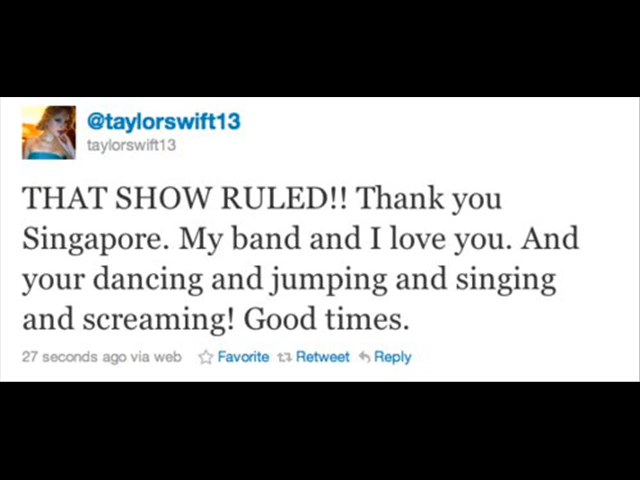 @taylorswift13
taylorswift13
THAT SHOW RULED!! Thank you
Singapore. My band and I love you. And
your dancing and jumping and singing
and screaming! Good times.
27 seconds ago via web Favorite Retweet Reply